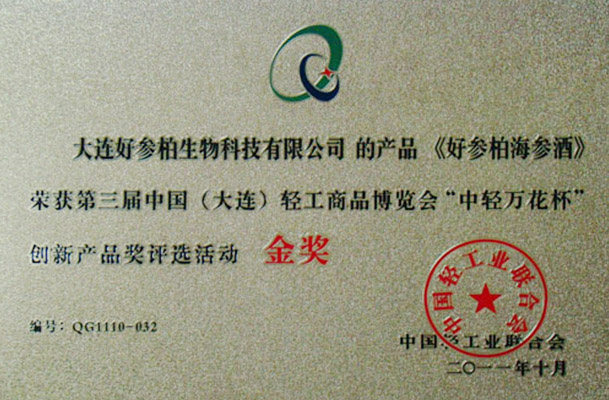 大连好参柏生物科技有限公司 的产品 《好参柏海参酒》
荣获第三届中国（大连）轻工商品博览会“中轻万花杯”
创新产品奖评选活动 金奖
编号：QG1110-032
中国轻工业联合会
中国轻工业联合会
二〇一一年十月